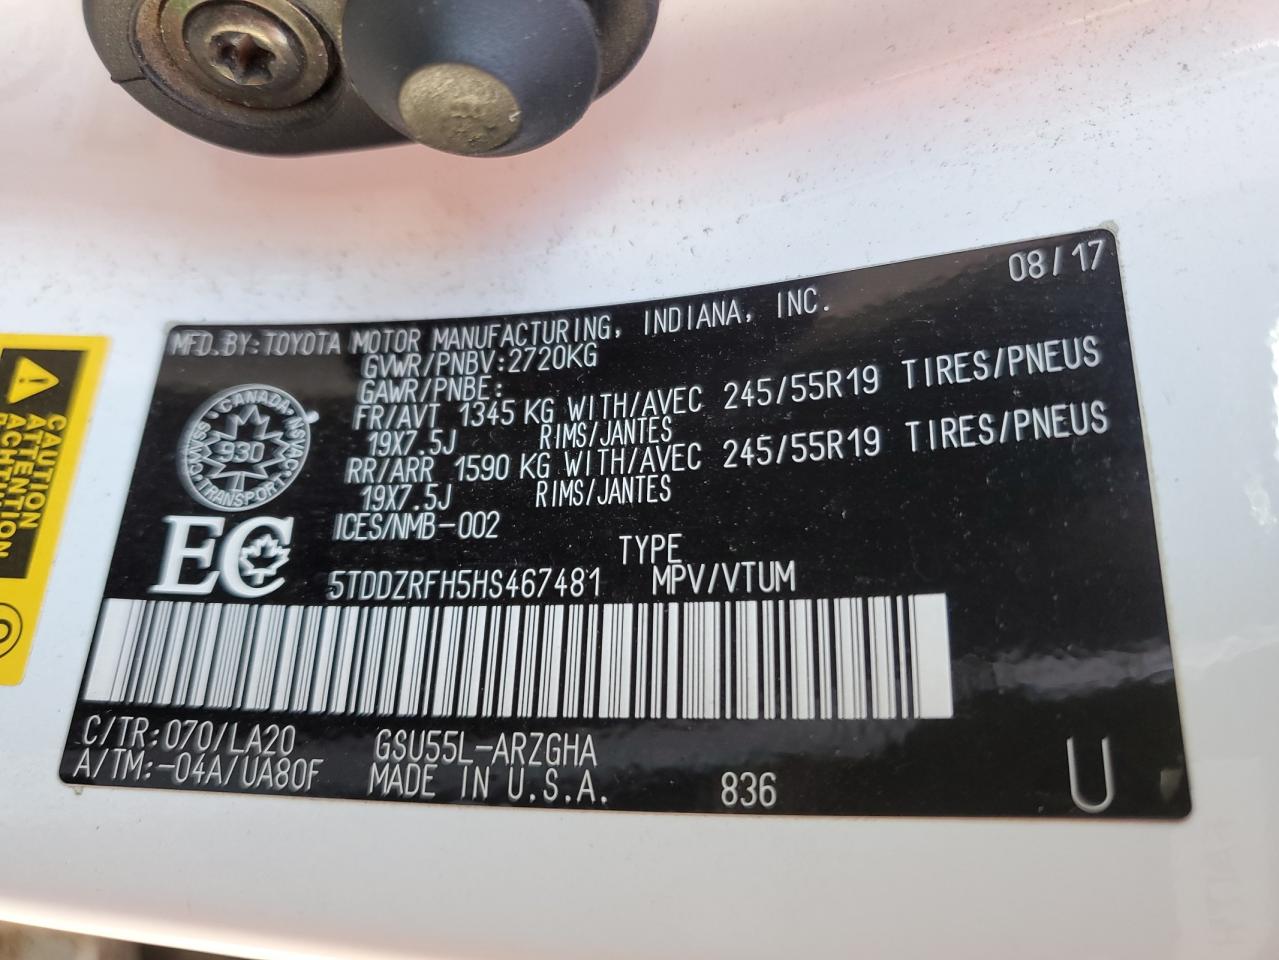 08/17
MFD.BY:TOYOTA MOTOR MANUFACTURING, INDIANA, INC.
GVWR/PNBV:2720KG
GAWR/PNBE:
FR/AVT 1345 KG WITH/AVEC 245/55R19 TIRES/PNEUS
19X7.5J RIMS/JANTES
RR/ARR 1590 KG WITH/AVEC 245/55R19 TIRES/PNEUS
19X7.5J RIMS/JANTES
ICES/NMB-002
TYPE
5TDDZRFH5HS467481 MPV/VTUM
CANADA
930
TRANSPORT
EC
C/TR:070/LA20 GSU55L-ARZGHA
A/TM:-04A/UA80F MADE IN U.S.A. 836 U
CAUTION
ATTENTION
ACHTUNG